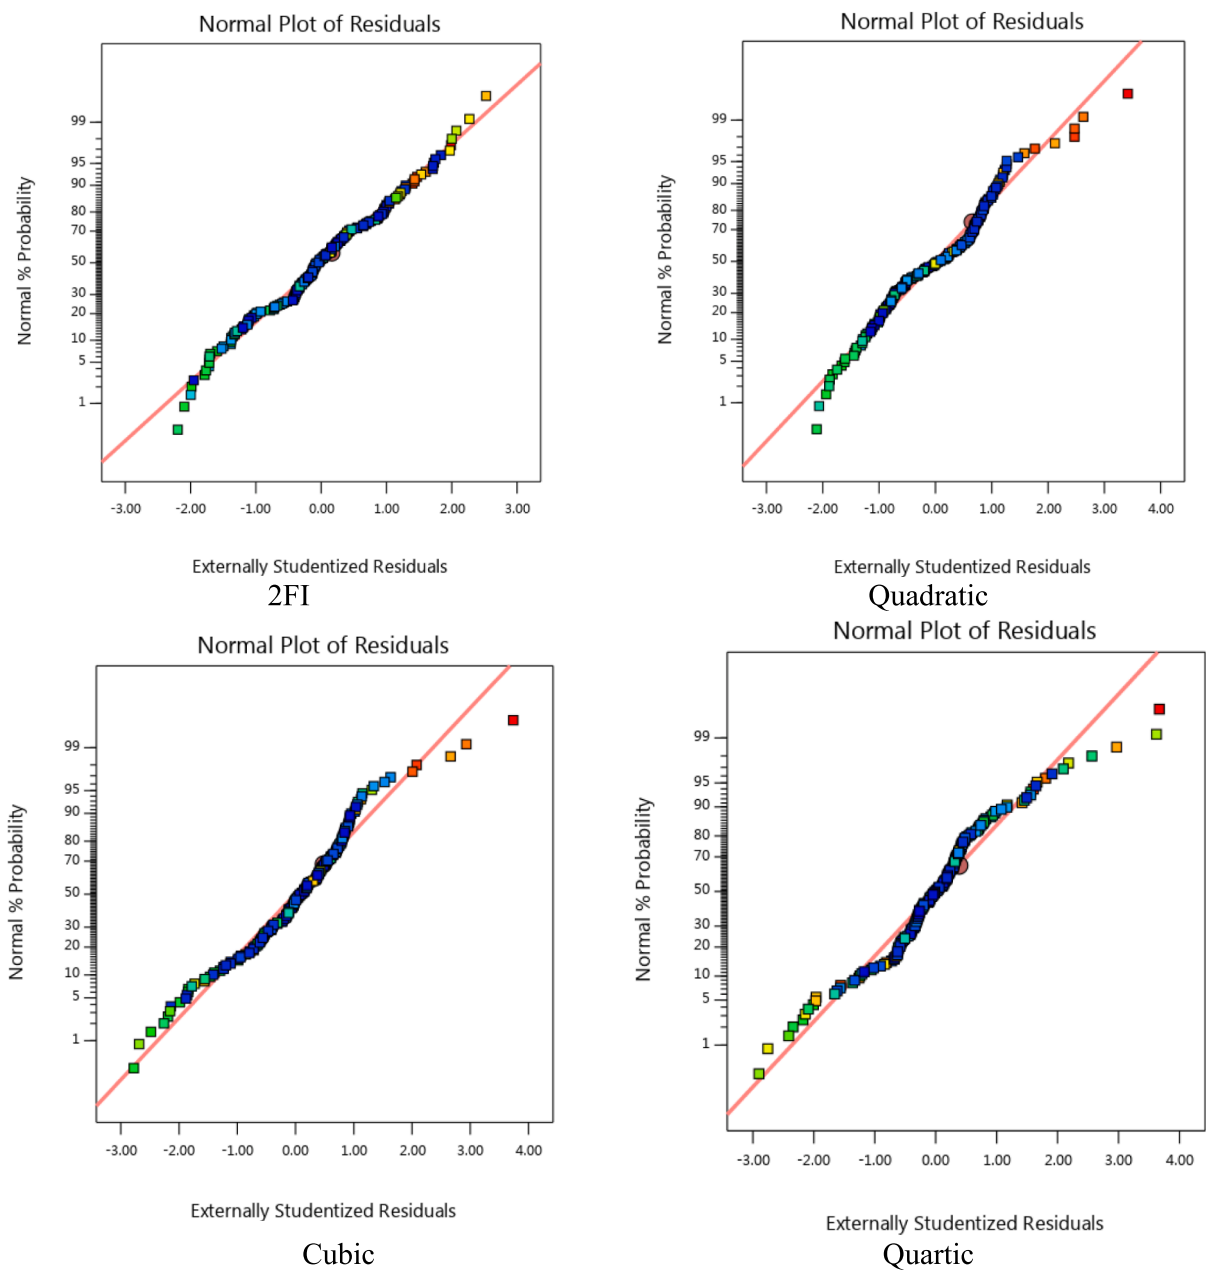 Normal Plot of Residuals
Normal % Probability
99
95
90
80
70
50
30
20
10
5
1
-3.00 -2.00 -1.00 0.00 1.00 2.00 3.00
Externally Studentized Residuals
2FI
Normal Plot of Residuals
Normal % Probability
99
95
90
80
70
50
30
20
10
5
1
-3.00 -2.00 -1.00 0.00 1.00 2.00 3.00 4.00
Externally Studentized Residuals
Quadratic
Normal Plot of Residuals
Normal % Probability
99
95
90
80
70
50
30
20
10
5
1
-3.00 -2.00 -1.00 0.00 1.00 2.00 3.00 4.00
Externally Studentized Residuals
Cubic
Normal Plot of Residuals
Normal % Probability
99
95
90
80
70
50
30
20
10
5
1
-3.00 -2.00 -1.00 0.00 1.00 2.00 3.00 4.00
Externally Studentized Residuals
Quartic